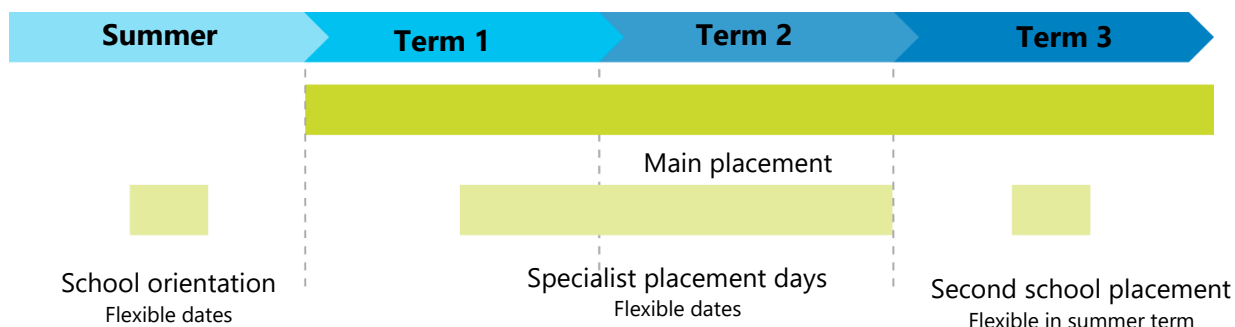 Summer
Term 1
Term 2
Term 3
Main placement
School orientation
Flexible dates
Specialist placement days
Flexible dates
Second school placement
Flexible in summer term